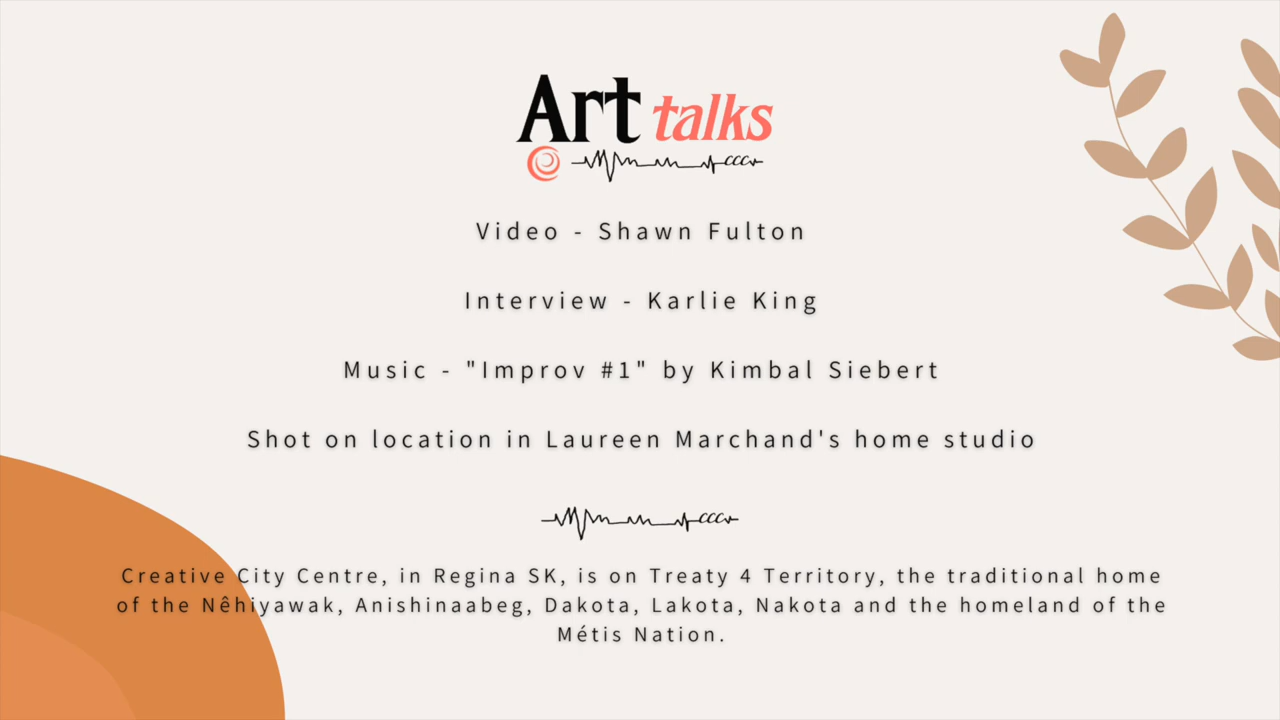 Art talks
Video - Shawn Fulton
Interview - Karlie King
Music - "Improv #1" by Kimbal Siebert
Shot on location in Laureen Marchand's home studio
Creative City Centre, in Regina SK, is on Treaty 4 Territory, the traditional home
of the Nêhiyawak, Anishinaabeg, Dakota, Lakota, Nakota and the homeland of the
Métis Nation.